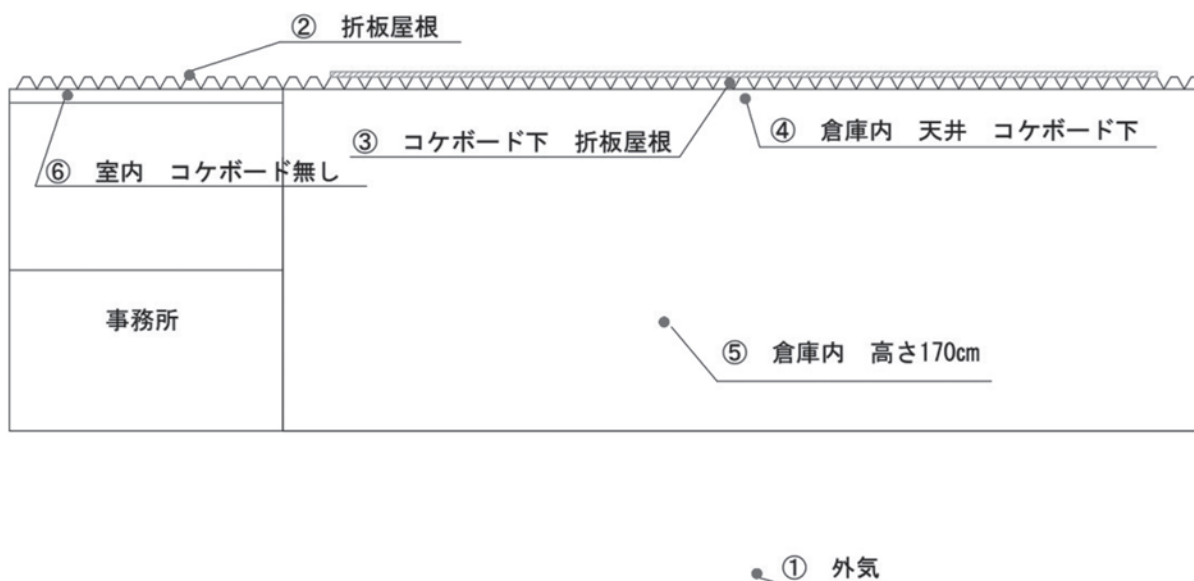 ② 折板屋根
③ コケボード下 折板屋根
④ 倉庫内 天井 コケボード下
⑥ 室内 コケボード無し
事務所
⑤ 倉庫内 高さ170㎝
① 外気